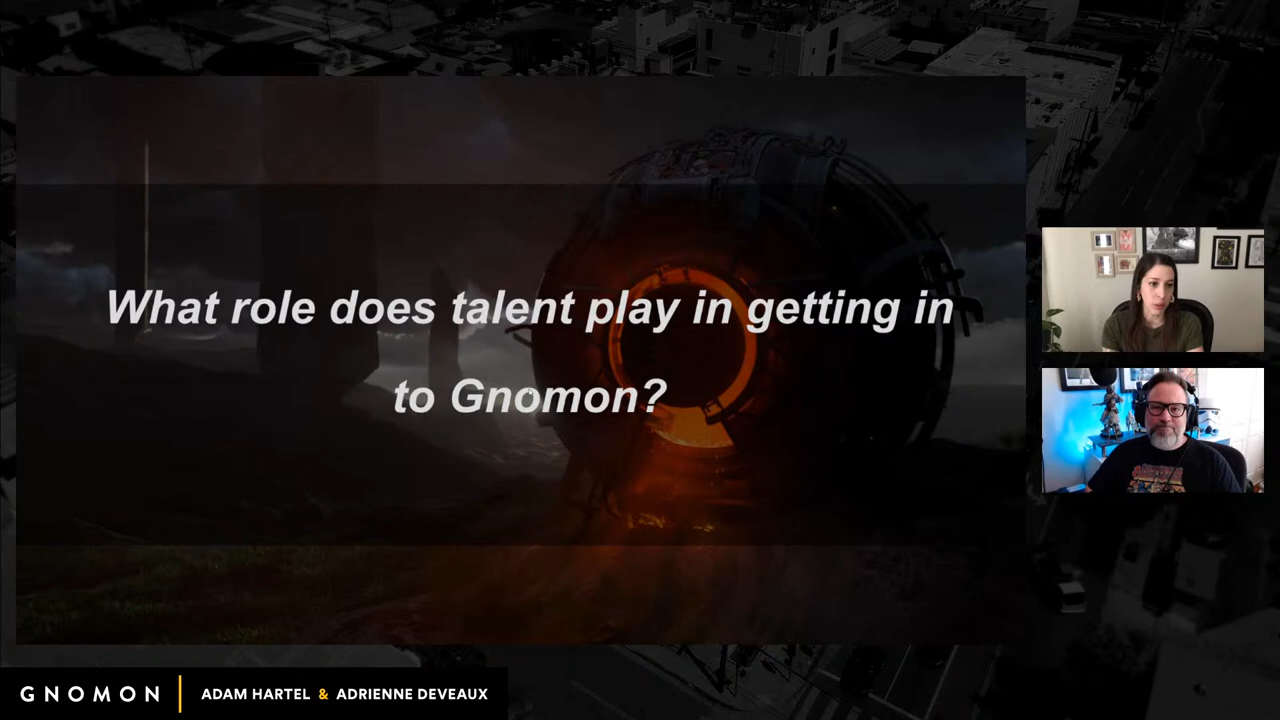 What role does talent play in getting in
to Gnomon?
GNOMON
ADAM HARTEL & ADRIENNE DEVEAUX